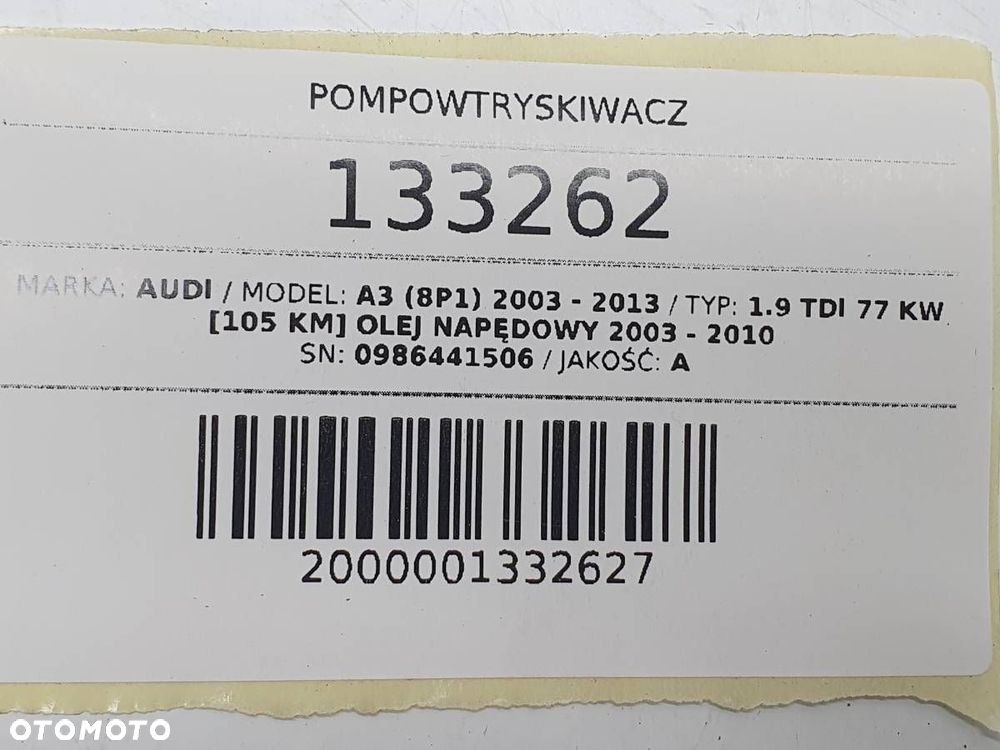 POMPOWTRYSKIWACZ
133262
MARKA: AUDI / MODEL: A3 (8P1) 2003 - 2013 / TYP: 1.9 TDI 77 KW
[105 KM] OLEJ NAPĘDOWY 2003 - 2010
SN: 0986441506 / JAKOŚĆ: A
2000001332627
OTOMOTO